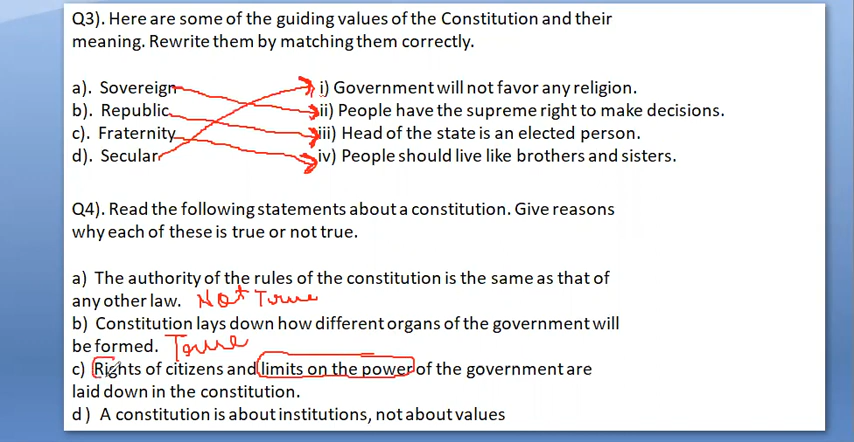 Q3). Here are some of the guiding values of the Constitution and their
meaning. Rewrite them by matching them correctly.
a). Sovereign i) Government will not favor any religion.
b). Republic ii) People have the supreme right to make decisions.
c). Fraternity iii) Head of the state is an elected person.
d). Secular iv) People should live like brothers and sisters.
Q4). Read the following statements about a constitution. Give reasons
why each of these is true or not true.
a) The authority of the rules of the constitution is the same as that of
any other law. Not True
b) Constitution lays down how different organs of the government will
be formed. True
c) Rights of citizens and limits on the power of the government are
laid down in the constitution.
d) A constitution is about institutions, not about values